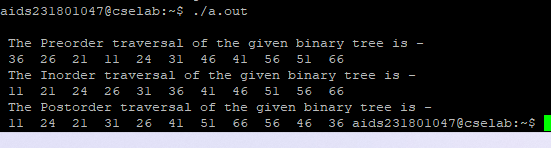 aids231801047@cselab:~$ ./a.out
The Preorder traversal of the given binary tree is -
36 26 21 11 24 31 46 41 56 51 66
The Inorder traversal of the given binary tree is -
11 21 24 26 31 36 41 46 51 56 66
The Postorder traversal of the given binary tree is -
11 24 21 31 26 41 51 66 56 46 36 aids231801047@cselab:~$